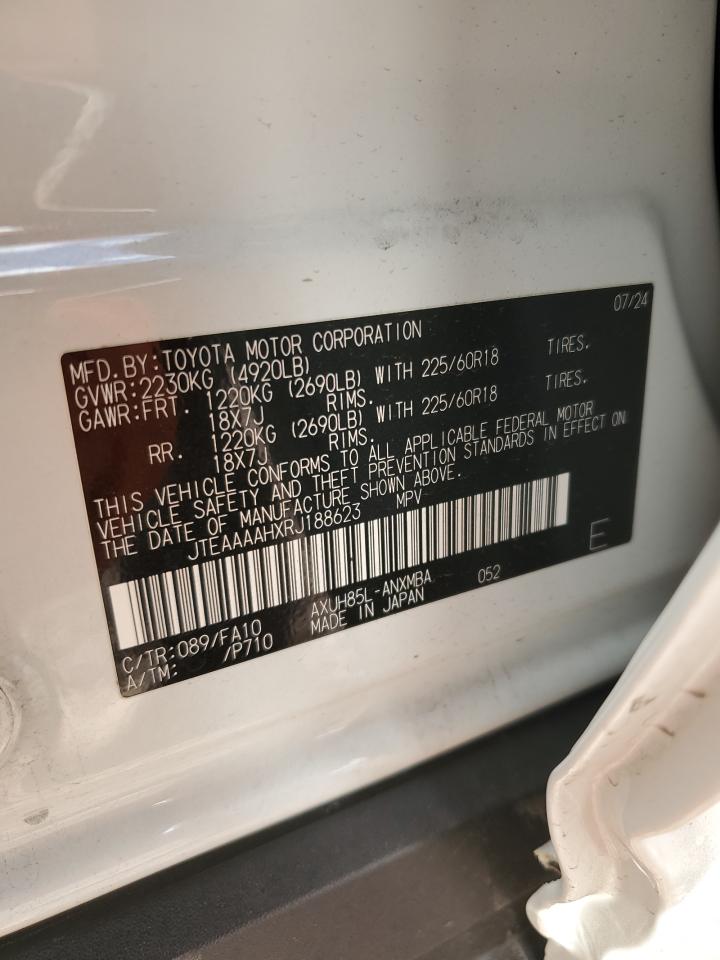 07/24
MFD.BY:TOYOTA MOTOR CORPORATION
GVWR:2230KG (4920LB)
GAWR:FRT. 1220KG (2690LB) WITH 225/60R18 TIRES.
18X7J RIMS.
RR. 1220KG (2690LB) WITH 225/60R18 TIRES.
18X7J RIMS.
THIS VEHICLE CONFORMS TO ALL APPLICABLE FEDERAL MOTOR
VEHICLE SAFETY AND THEFT PREVENTION STANDARDS IN EFFECT ON
THE DATE OF MANUFACTURE SHOWN ABOVE.
JTEAAAAHXRJ188623 MPV
E
C/TR:089/FA10 AXUH85L-ANXMBA 052
A/TM: /P710 MADE IN JAPAN